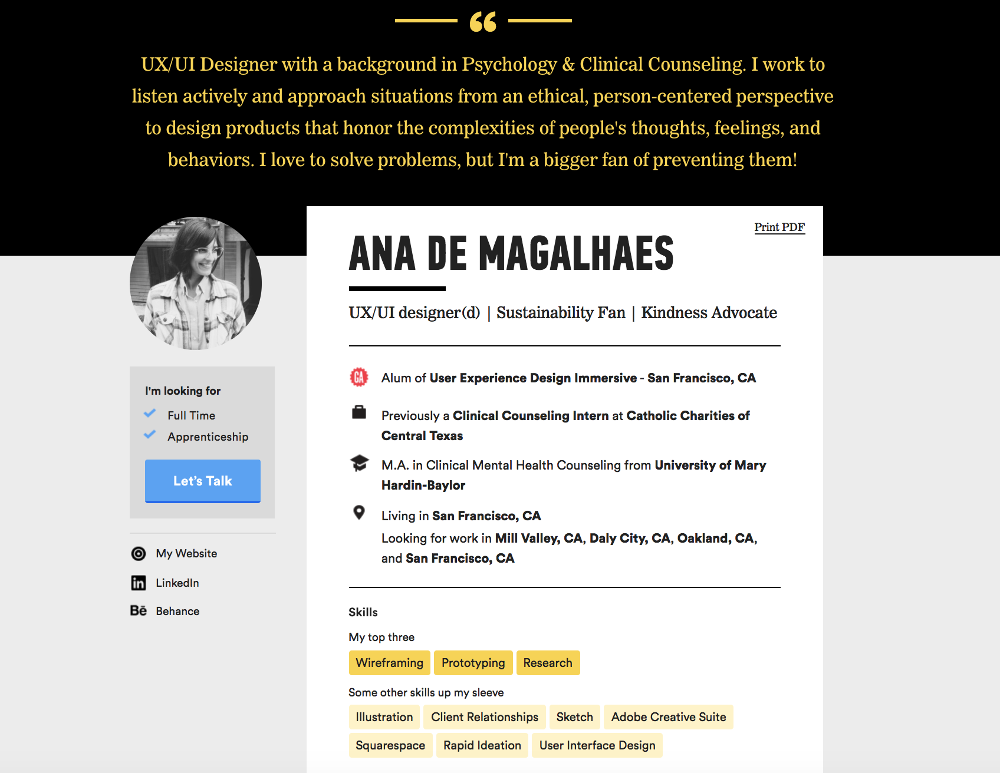 “
UX/UI Designer with a background in Psychology & Clinical Counseling. I work to
listen actively and approach situations from an ethical, person-centered perspective
to design products that honor the complexities of people's thoughts, feelings, and
behaviors. I love to solve problems, but I'm a bigger fan of preventing them!
Print PDF
ANA DE MAGALHAES
UX/UI designer(d) | Sustainability Fan | Kindness Advocate
GA Alum of User Experience Design Immersive - San Francisco, CA
Previously a Clinical Counseling Intern at Catholic Charities of
Central Texas
M.A. in Clinical Mental Health Counseling from University of Mary
Hardin-Baylor
Living in San Francisco, CA
Looking for work in Mill Valley, CA, Daly City, CA, Oakland, CA,
and San Francisco, CA
I'm looking for
Full Time
Apprenticeship
Let’s Talk
My Website
in LinkedIn
Bē Behance
Skills
My top three
Wireframing Prototyping Research
Some other skills up my sleeve
Illustration Client Relationships Sketch Adobe Creative Suite
Squarespace Rapid Ideation User Interface Design